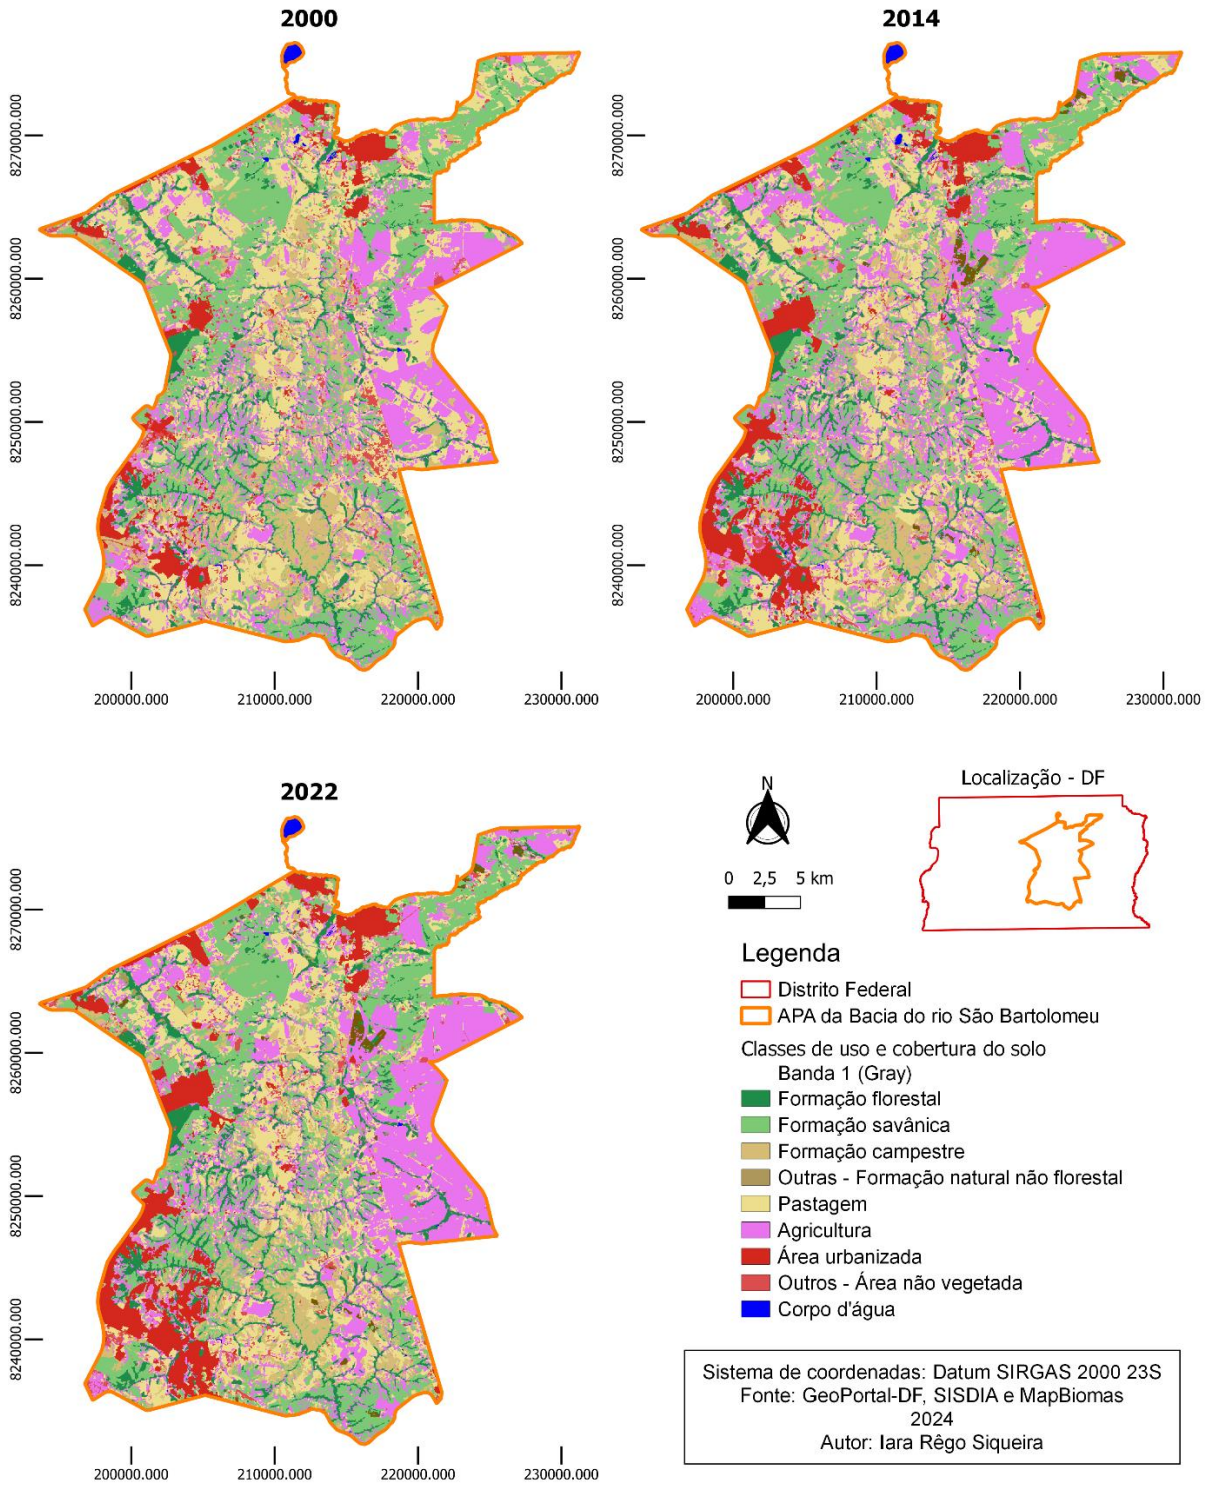 2000
2014
8270000.000
8260000.000
8250000.000
8240000.000
200000.000
210000.000
220000.000
230000.000
8270000.000
8260000.000
8250000.000
8240000.000
200000.000
210000.000
220000.000
230000.000
2022
8270000.000
8260000.000
8250000.000
8240000.000
200000.000
210000.000
220000.000
230000.000
N
0 2,5 5 km
Localização - DF
Legenda
Distrito Federal
APA da Bacia do rio São Bartolomeu
Classes de uso e cobertura do solo
Banda 1 (Gray)
Formação florestal
Formação savânica
Formação campestre
Outras - Formação natural não florestal
Pastagem
Agricultura
Área urbanizada
Outros - Área não vegetada
Corpo d'água
Sistema de coordenadas: Datum SIRGAS 2000 23S
Fonte: GeoPortal-DF, SISDIA e MapBiomas
2024
Autor: Iara Rêgo Siqueira